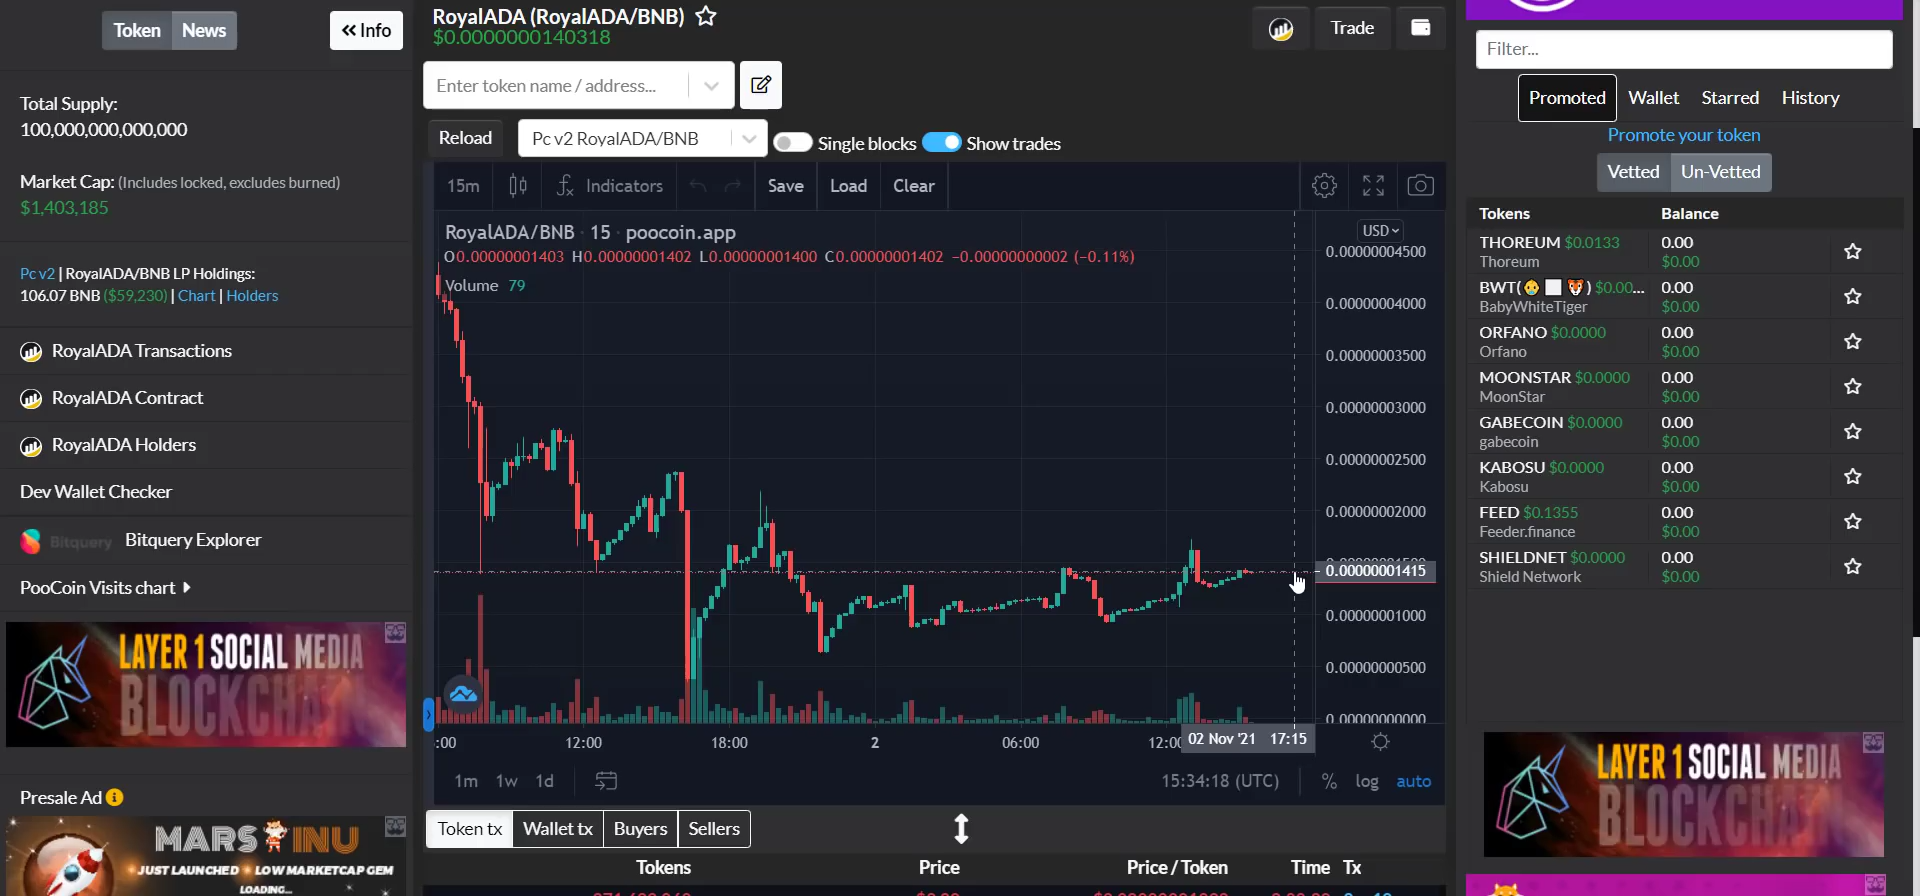 Token News
Info
Total Supply:
100,000,000,000,000
Market Cap: (Includes locked, excludes burned)
$1,403,185
Pc v2 | RoyalADA/BNB LP Holdings:
106.07 BNB ($59,230) | Chart | Holders
RoyalADA Transactions
RoyalADA Contract
RoyalADA Holders
Dev Wallet Checker
Bitquery Bitquery Explorer
PooCoin Visits chart
LAYER 1 SOCIAL MEDIA
BLOCKCHAIN
Presale Ad
MARS INU
JUST LAUNCHED LOW MARKETCAP GEM
LOADING...
RoyalADA (RoyalADA/BNB)
$0.0000000140318
Trade
Enter token name / address...
Reload
Pc v2 RoyalADA/BNB
Single blocks
Show trades
15m
Indicators
Save
Load
Clear
RoyalADA/BNB · 15 · poocoin.app
USD
O0.00000001403 H0.00000001402 L0.00000001400 C0.00000001402 −0.00000000002 (−0.11%)
Volume 79
0.00000004500
0.00000004000
0.00000003500
0.00000003000
0.00000002500
0.00000002000
0.00000001415
0.00000001000
0.00000000500
0.00000000000
:00
12:00
18:00
2
06:00
12:00
02 Nov '21 17:15
1m 1w 1d
15:34:18 (UTC)
% log auto
Token tx
Wallet tx
Buyers
Sellers
Tokens Price Price / Token Time Tx
Filter...
Promoted Wallet Starred History
Promote your token
Vetted Un-Vetted
Tokens Balance
THOREUM $0.0133 0.00
Thoreum $0.00
BWT(👶⬜🐯) $0.00... 0.00
BabyWhiteTiger $0.00
ORFANO $0.0000 0.00
Orfano $0.00
MOONSTAR $0.0000 0.00
MoonStar $0.00
GABECOIN $0.0000 0.00
gabecoin $0.00
KABOSU $0.0000 0.00
Kabosu $0.00
FEED $0.1355 0.00
Feeder.finance $0.00
SHIELDNET $0.0000 0.00
Shield Network $0.00
LAYER 1 SOCIAL MEDIA
BLOCKCHAIN